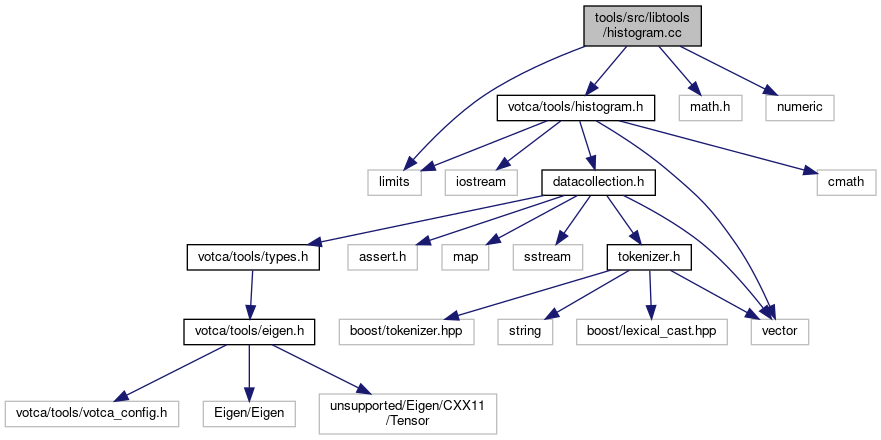 tools/src/libtools
/histogram.cc
votca/tools/histogram.h
math.h
numeric
limits
iostream
datacollection.h
cmath
votca/tools/types.h
assert.h
map
sstream
tokenizer.h
votca/tools/eigen.h
boost/tokenizer.hpp
string
boost/lexical_cast.hpp
vector
votca/tools/votca_config.h
Eigen/Eigen
unsupported/Eigen/CXX11
/Tensor